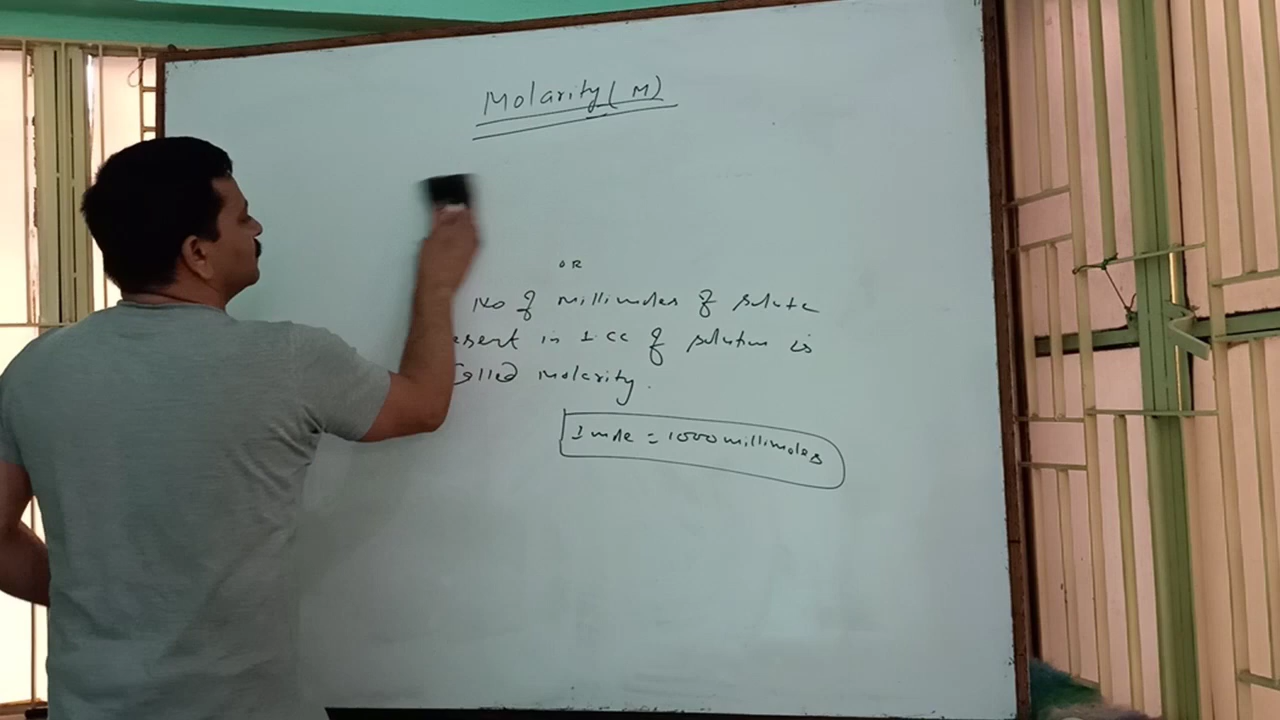 Molarity (M)
OR
No of millimoles of solute
esent in 1 cc of solution is
called molarity.
1 mole = 1000 millimoles